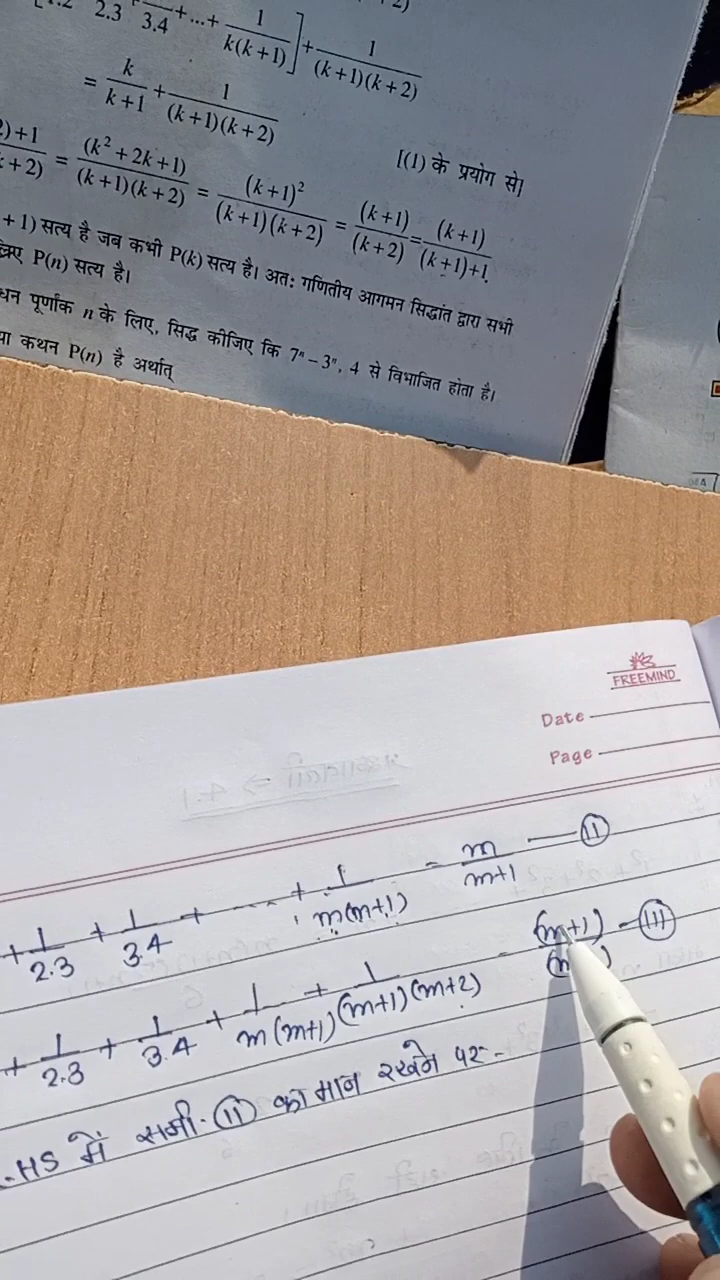 2.3 3.4 +...+ 1/k(k+1)] + 1/(k+1)(k+2)
= k/(k+1) + 1/(k+1)(k+2)
[(1) के प्रयोग से]
= (k²+2k+1)/(k+1)(k+2) = (k+1)²/(k+1)(k+2) = (k+1)/(k+2) = (k+1)/(k+1)+1
+1) सत्य है जब कभी P(k) सत्य है। अतः गणितीय आगमन सिद्धांत द्वारा सभी
लिए P(n) सत्य है।
धन पूर्णांक n के लिए, सिद्ध कीजिए कि 7ⁿ – 3ⁿ, 4 से विभाजित होता है।
कथन P(n) है अर्थात्
FREEMIND
Date
Page
+ 1/2.3 + 1/3.4 + --- + 1/m(m+1) = m/m+1 — II
+ 1/2.3 + 1/3.4 + 1/m(m+1) + 1/(m+1)(m+2) = (m+1) — III
HS में समी. II का मान रखने पर -